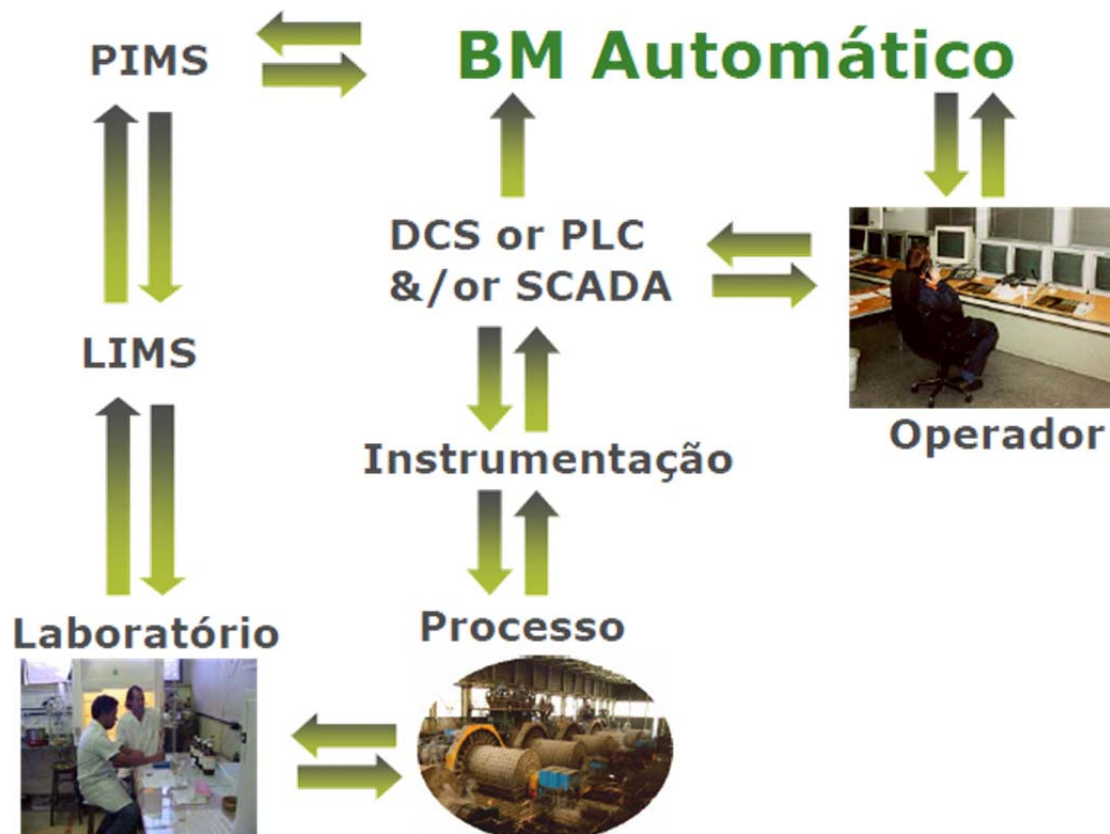 PIMS
BM Automático
DCS or PLC
&/or SCADA
LIMS
Operador
Instrumentação
Laboratório
Processo